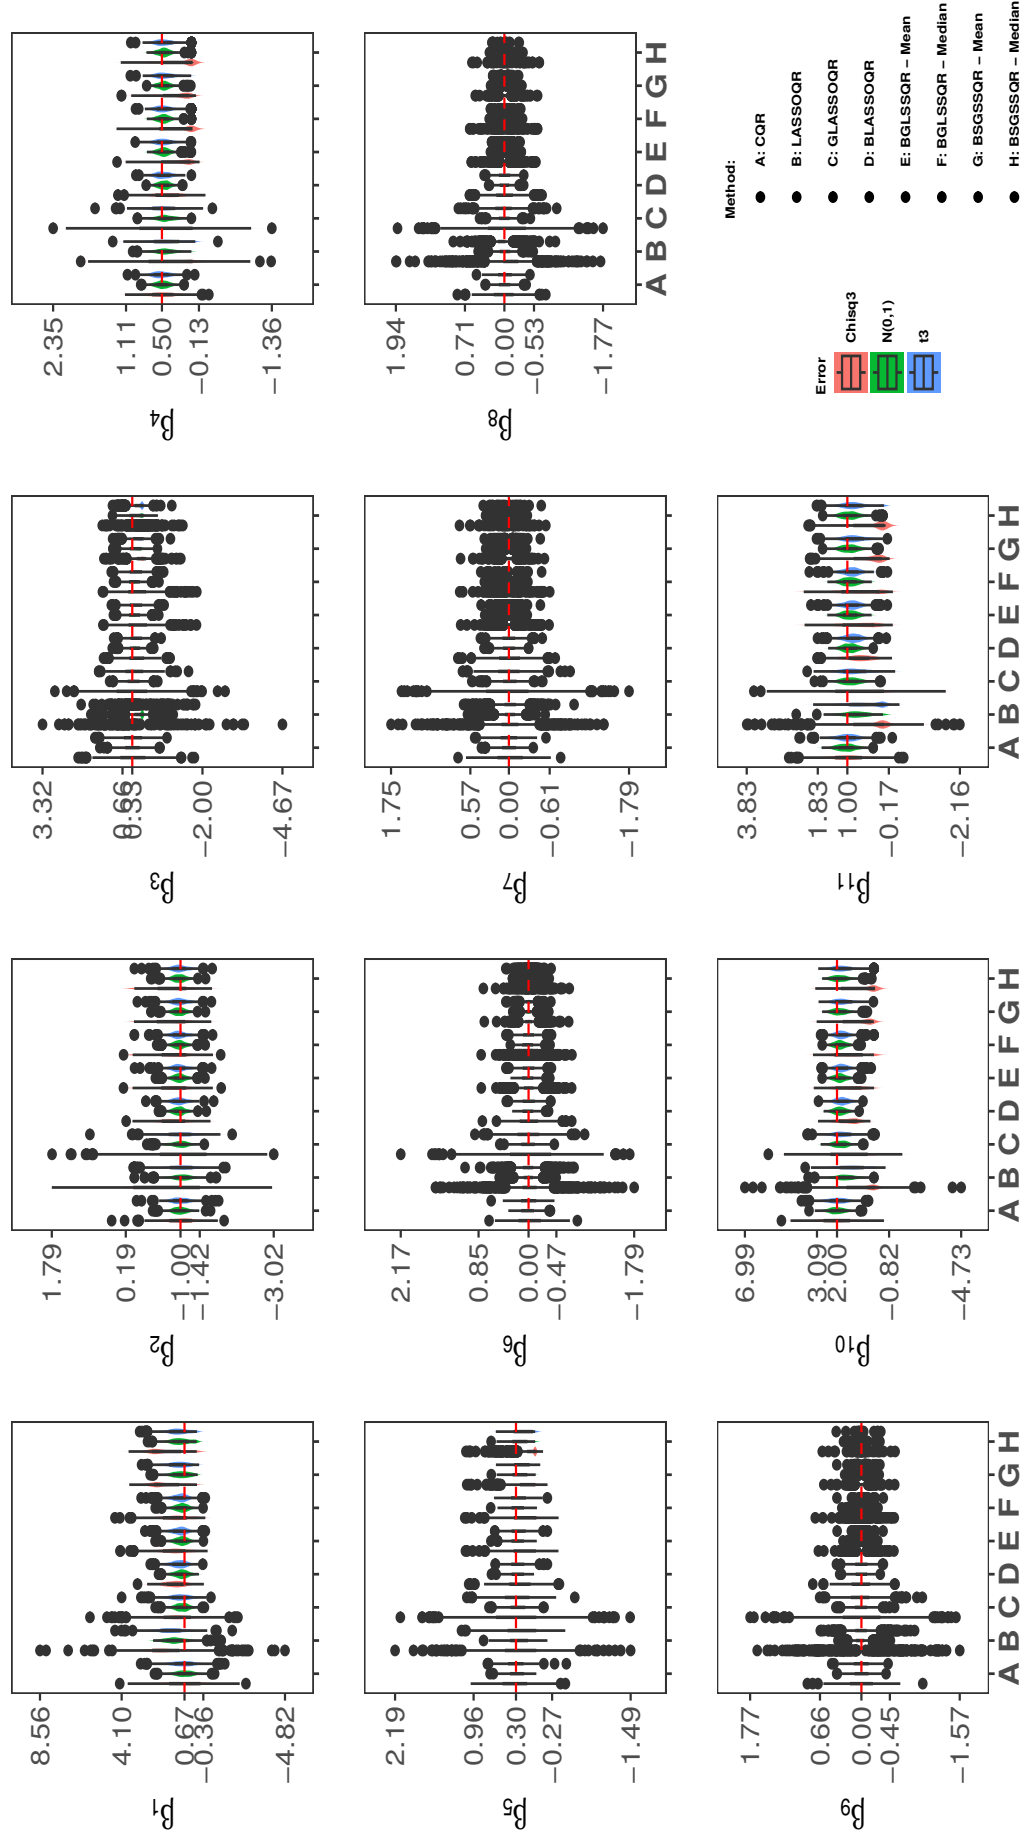 β1
8.56
4.10
0.67
−0.36
−4.82
β2
1.79
0.19
−1.00
−1.42
−3.02
β3
3.32
0.66
0.33
−2.00
−4.67
β4
2.35
1.11
0.50
−0.13
−1.36
β5
2.19
0.96
0.30
−0.27
−1.49
β6
2.17
0.85
0.00
−0.47
−1.79
β7
1.75
0.57
0.00
−0.61
−1.79
β8
1.94
0.71
0.00
−0.53
−1.77
A B C D E F G H
β9
1.77
0.66
0.00
−0.45
−1.57
A B C D E F G H
β10
6.99
3.09
2.00
−0.82
−4.73
A B C D E F G H
β11
3.83
1.83
1.00
−0.17
−2.16
A B C D E F G H
Error
Chisq3
N(0,1)
t3
Method:
A: CQR
B: LASSOQR
C: GLASSOQR
D: BLASSOQR
E: BGLSSQR − Mean
F: BGLSSQR − Median
G: BSGSSQR − Mean
H: BSGSSQR − Median